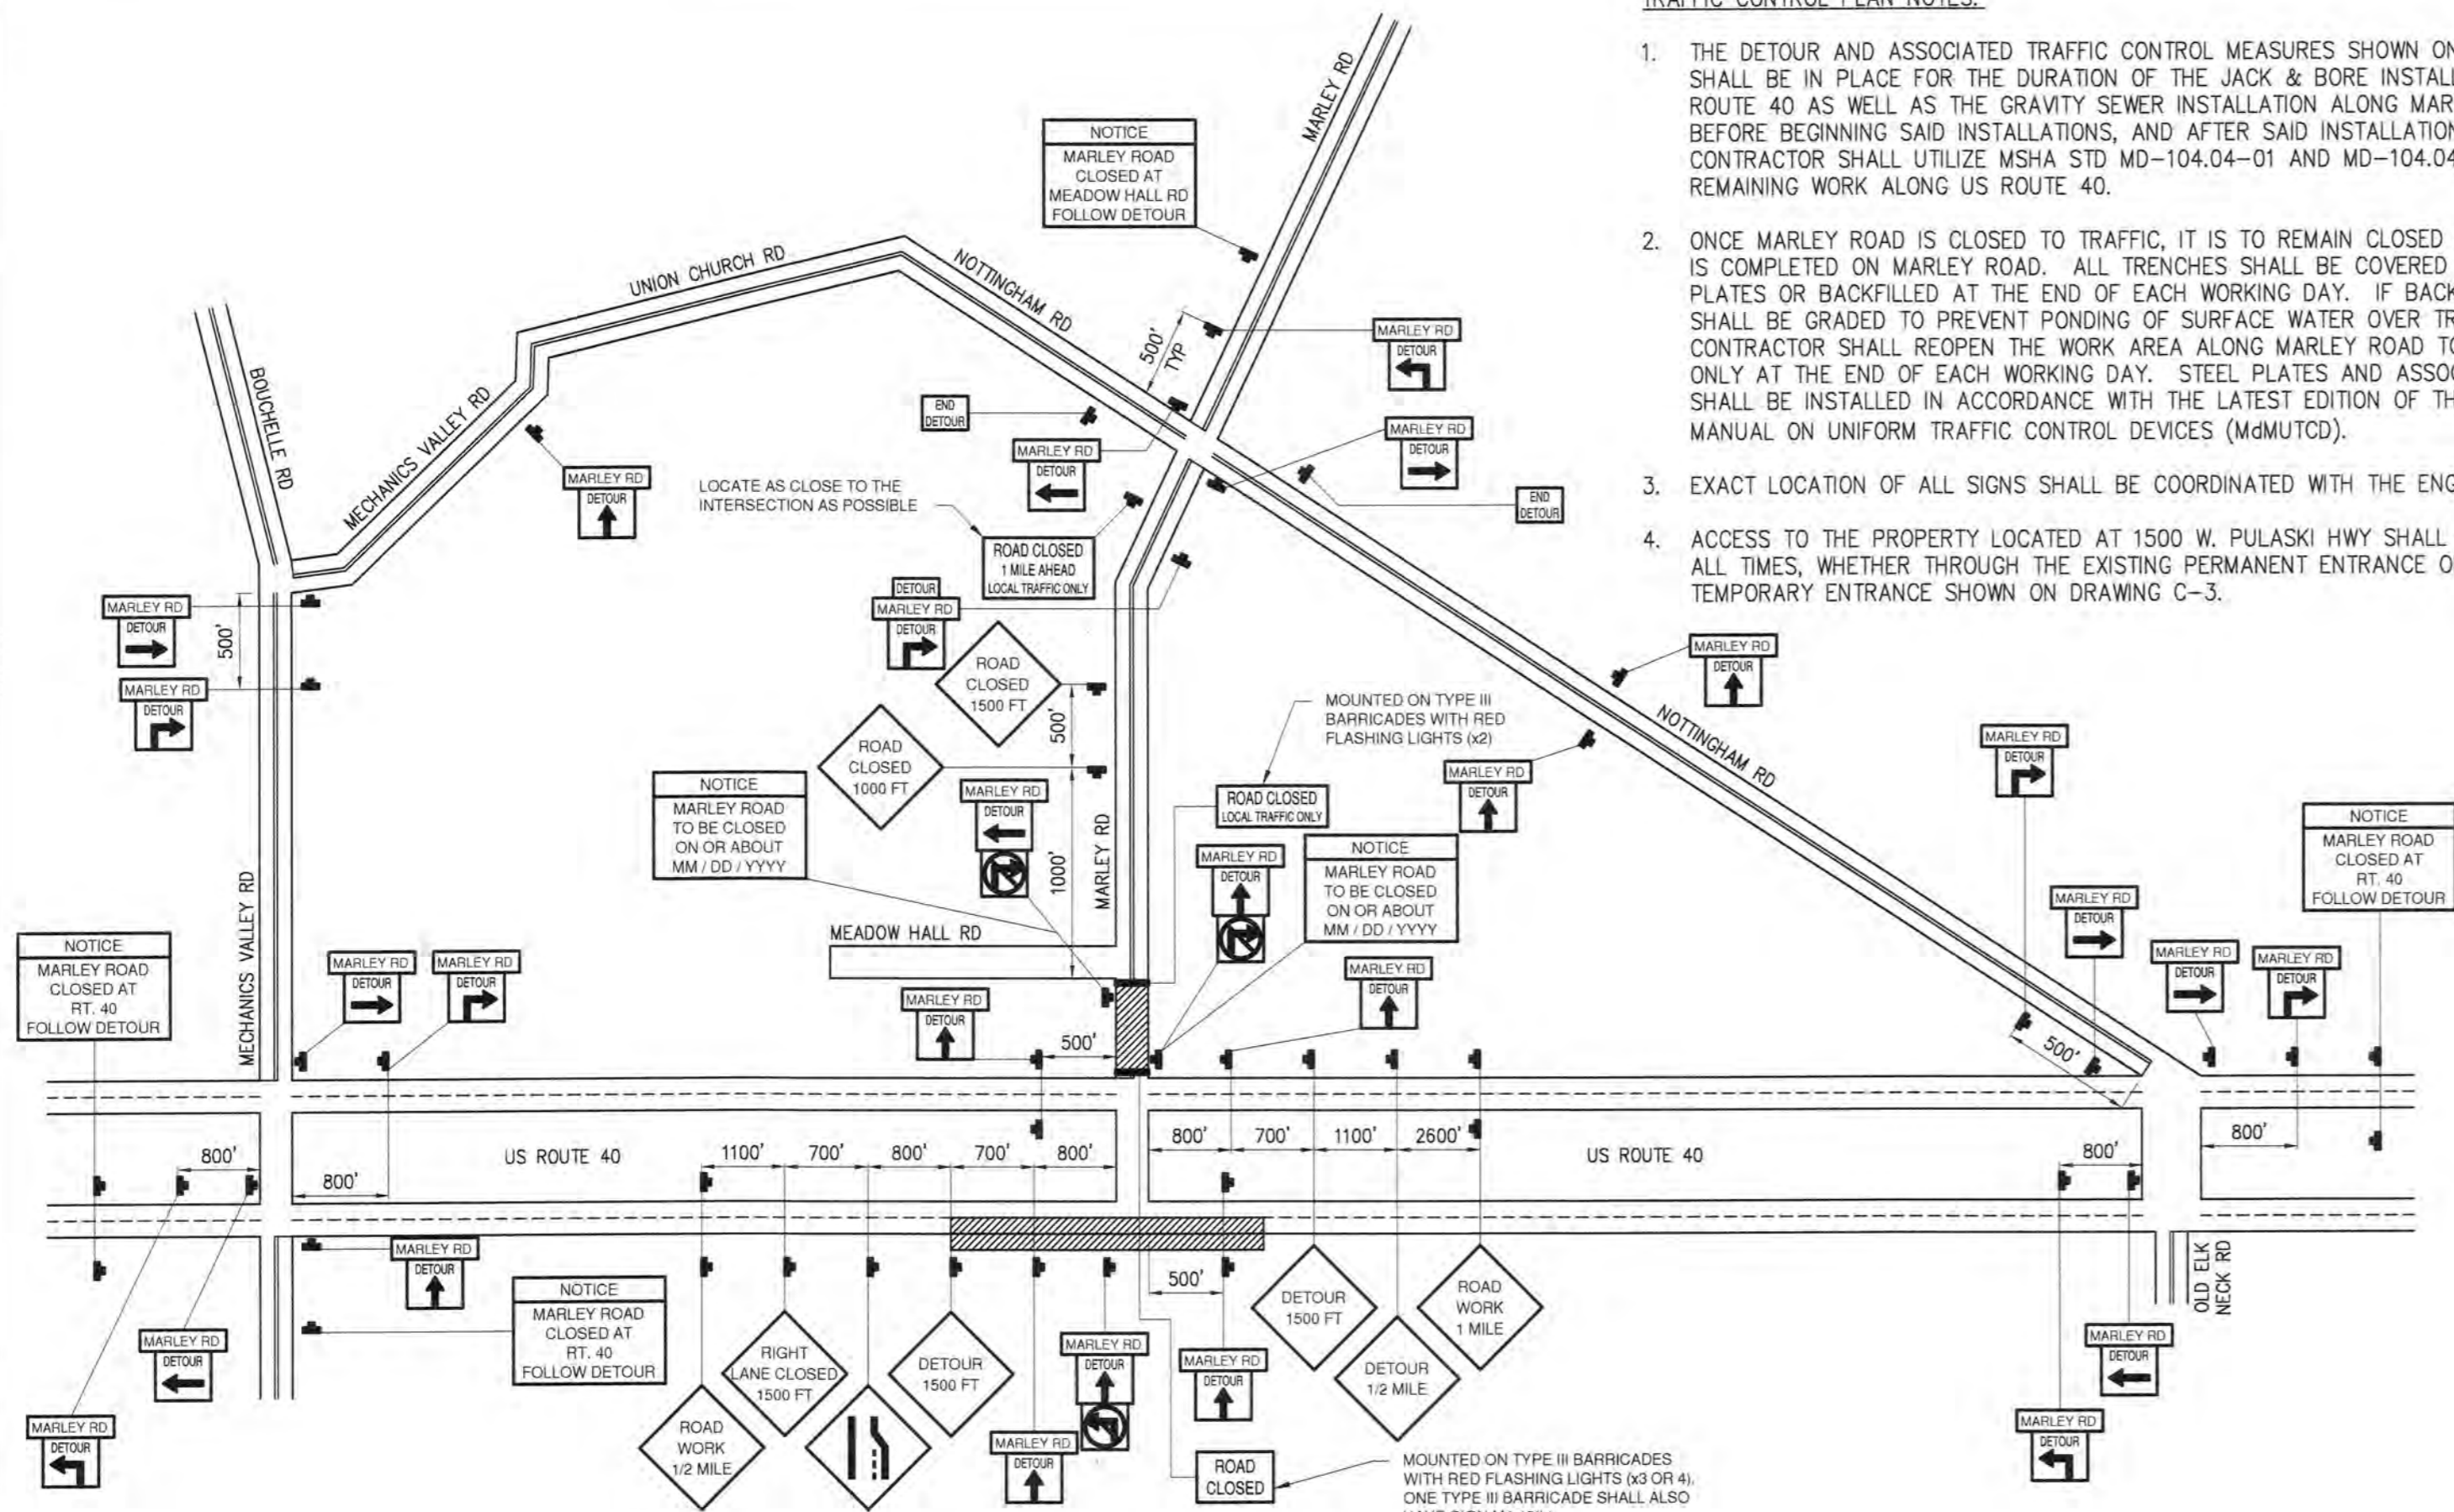 TRAFFIC CONTROL PLAN NOTES:
1. THE DETOUR AND ASSOCIATED TRAFFIC CONTROL MEASURES SHOWN ON
SHALL BE IN PLACE FOR THE DURATION OF THE JACK & BORE INSTALL
ROUTE 40 AS WELL AS THE GRAVITY SEWER INSTALLATION ALONG MAR
BEFORE BEGINNING SAID INSTALLATIONS, AND AFTER SAID INSTALLATION
CONTRACTOR SHALL UTILIZE MSHA STD MD-104.04-01 AND MD-104.04
REMAINING WORK ALONG US ROUTE 40.
2. ONCE MARLEY ROAD IS CLOSED TO TRAFFIC, IT IS TO REMAIN CLOSED
IS COMPLETED ON MARLEY ROAD. ALL TRENCHES SHALL BE COVERED
PLATES OR BACKFILLED AT THE END OF EACH WORKING DAY. IF BACK
SHALL BE GRADED TO PREVENT PONDING OF SURFACE WATER OVER TR
CONTRACTOR SHALL REOPEN THE WORK AREA ALONG MARLEY ROAD TO
ONLY AT THE END OF EACH WORKING DAY. STEEL PLATES AND ASSOC
SHALL BE INSTALLED IN ACCORDANCE WITH THE LATEST EDITION OF TH
MANUAL ON UNIFORM TRAFFIC CONTROL DEVICES (MdMUTCD).
3. EXACT LOCATION OF ALL SIGNS SHALL BE COORDINATED WITH THE ENG
4. ACCESS TO THE PROPERTY LOCATED AT 1500 W. PULASKI HWY SHALL
ALL TIMES, WHETHER THROUGH THE EXISTING PERMANENT ENTRANCE O
TEMPORARY ENTRANCE SHOWN ON DRAWING C-3.
MARLEY RD
NOTICE
MARLEY ROAD
CLOSED AT
MEADOW HALL RD
FOLLOW DETOUR
UNION CHURCH RD
NOTTINGHAM RD
500'
TYP
MARLEY RD
DETOUR
BOUCHELLE RD
MECHANICS VALLEY RD
END
DETOUR
MARLEY RD
DETOUR
MARLEY RD
DETOUR
MARLEY RD
DETOUR
LOCATE AS CLOSE TO THE
INTERSECTION AS POSSIBLE
END
DETOUR
ROAD CLOSED
1 MILE AHEAD
LOCAL TRAFFIC ONLY
DETOUR
MARLEY RD
DETOUR
MARLEY RD
DETOUR
500'
MARLEY RD
DETOUR
ROAD
CLOSED
1500 FT
500'
ROAD
CLOSED
1000 FT
MOUNTED ON TYPE III
BARRICADES WITH RED
FLASHING LIGHTS (x2)
MARLEY RD
DETOUR
NOTTINGHAM RD
MARLEY RD
DETOUR
MARLEY RD
DETOUR
NOTICE
MARLEY ROAD
TO BE CLOSED
ON OR ABOUT
MM / DD / YYYY
MARLEY RD
DETOUR
1000'
MARLEY RD
ROAD CLOSED
LOCAL TRAFFIC ONLY
MARLEY RD
DETOUR
NOTICE
MARLEY ROAD
TO BE CLOSED
ON OR ABOUT
MM / DD / YYYY
NOTICE
MARLEY ROAD
CLOSED AT
RT. 40
FOLLOW DETOUR
MECHANICS VALLEY RD
MEADOW HALL RD
NOTICE
MARLEY ROAD
CLOSED AT
RT. 40
FOLLOW DETOUR
MARLEY RD
DETOUR
MARLEY RD
DETOUR
MARLEY RD
DETOUR
500'
MARLEY RD
DETOUR
MARLEY RD
DETOUR
MARLEY RD
DETOUR
MARLEY RD
DETOUR
500'
800'
800'
US ROUTE 40
1100'
700'
800'
700'
800'
800'
700'
1100'
2600'
US ROUTE 40
800'
800'
MARLEY RD
DETOUR
NOTICE
MARLEY ROAD
CLOSED AT
RT. 40
FOLLOW DETOUR
500'
OLD ELK
NECK RD
MARLEY RD
DETOUR
MARLEY RD
DETOUR
ROAD
WORK
1/2 MILE
RIGHT
LANE CLOSED
1500 FT
DETOUR
1500 FT
MARLEY RD
DETOUR
MARLEY RD
DETOUR
MARLEY RD
DETOUR
DETOUR
1500 FT
DETOUR
1/2 MILE
ROAD
WORK
1 MILE
MARLEY RD
DETOUR
MARLEY RD
DETOUR
ROAD
CLOSED
MOUNTED ON TYPE III BARRICADES
WITH RED FLASHING LIGHTS (x3 OR 4).
ONE TYPE III BARRICADE SHALL ALSO